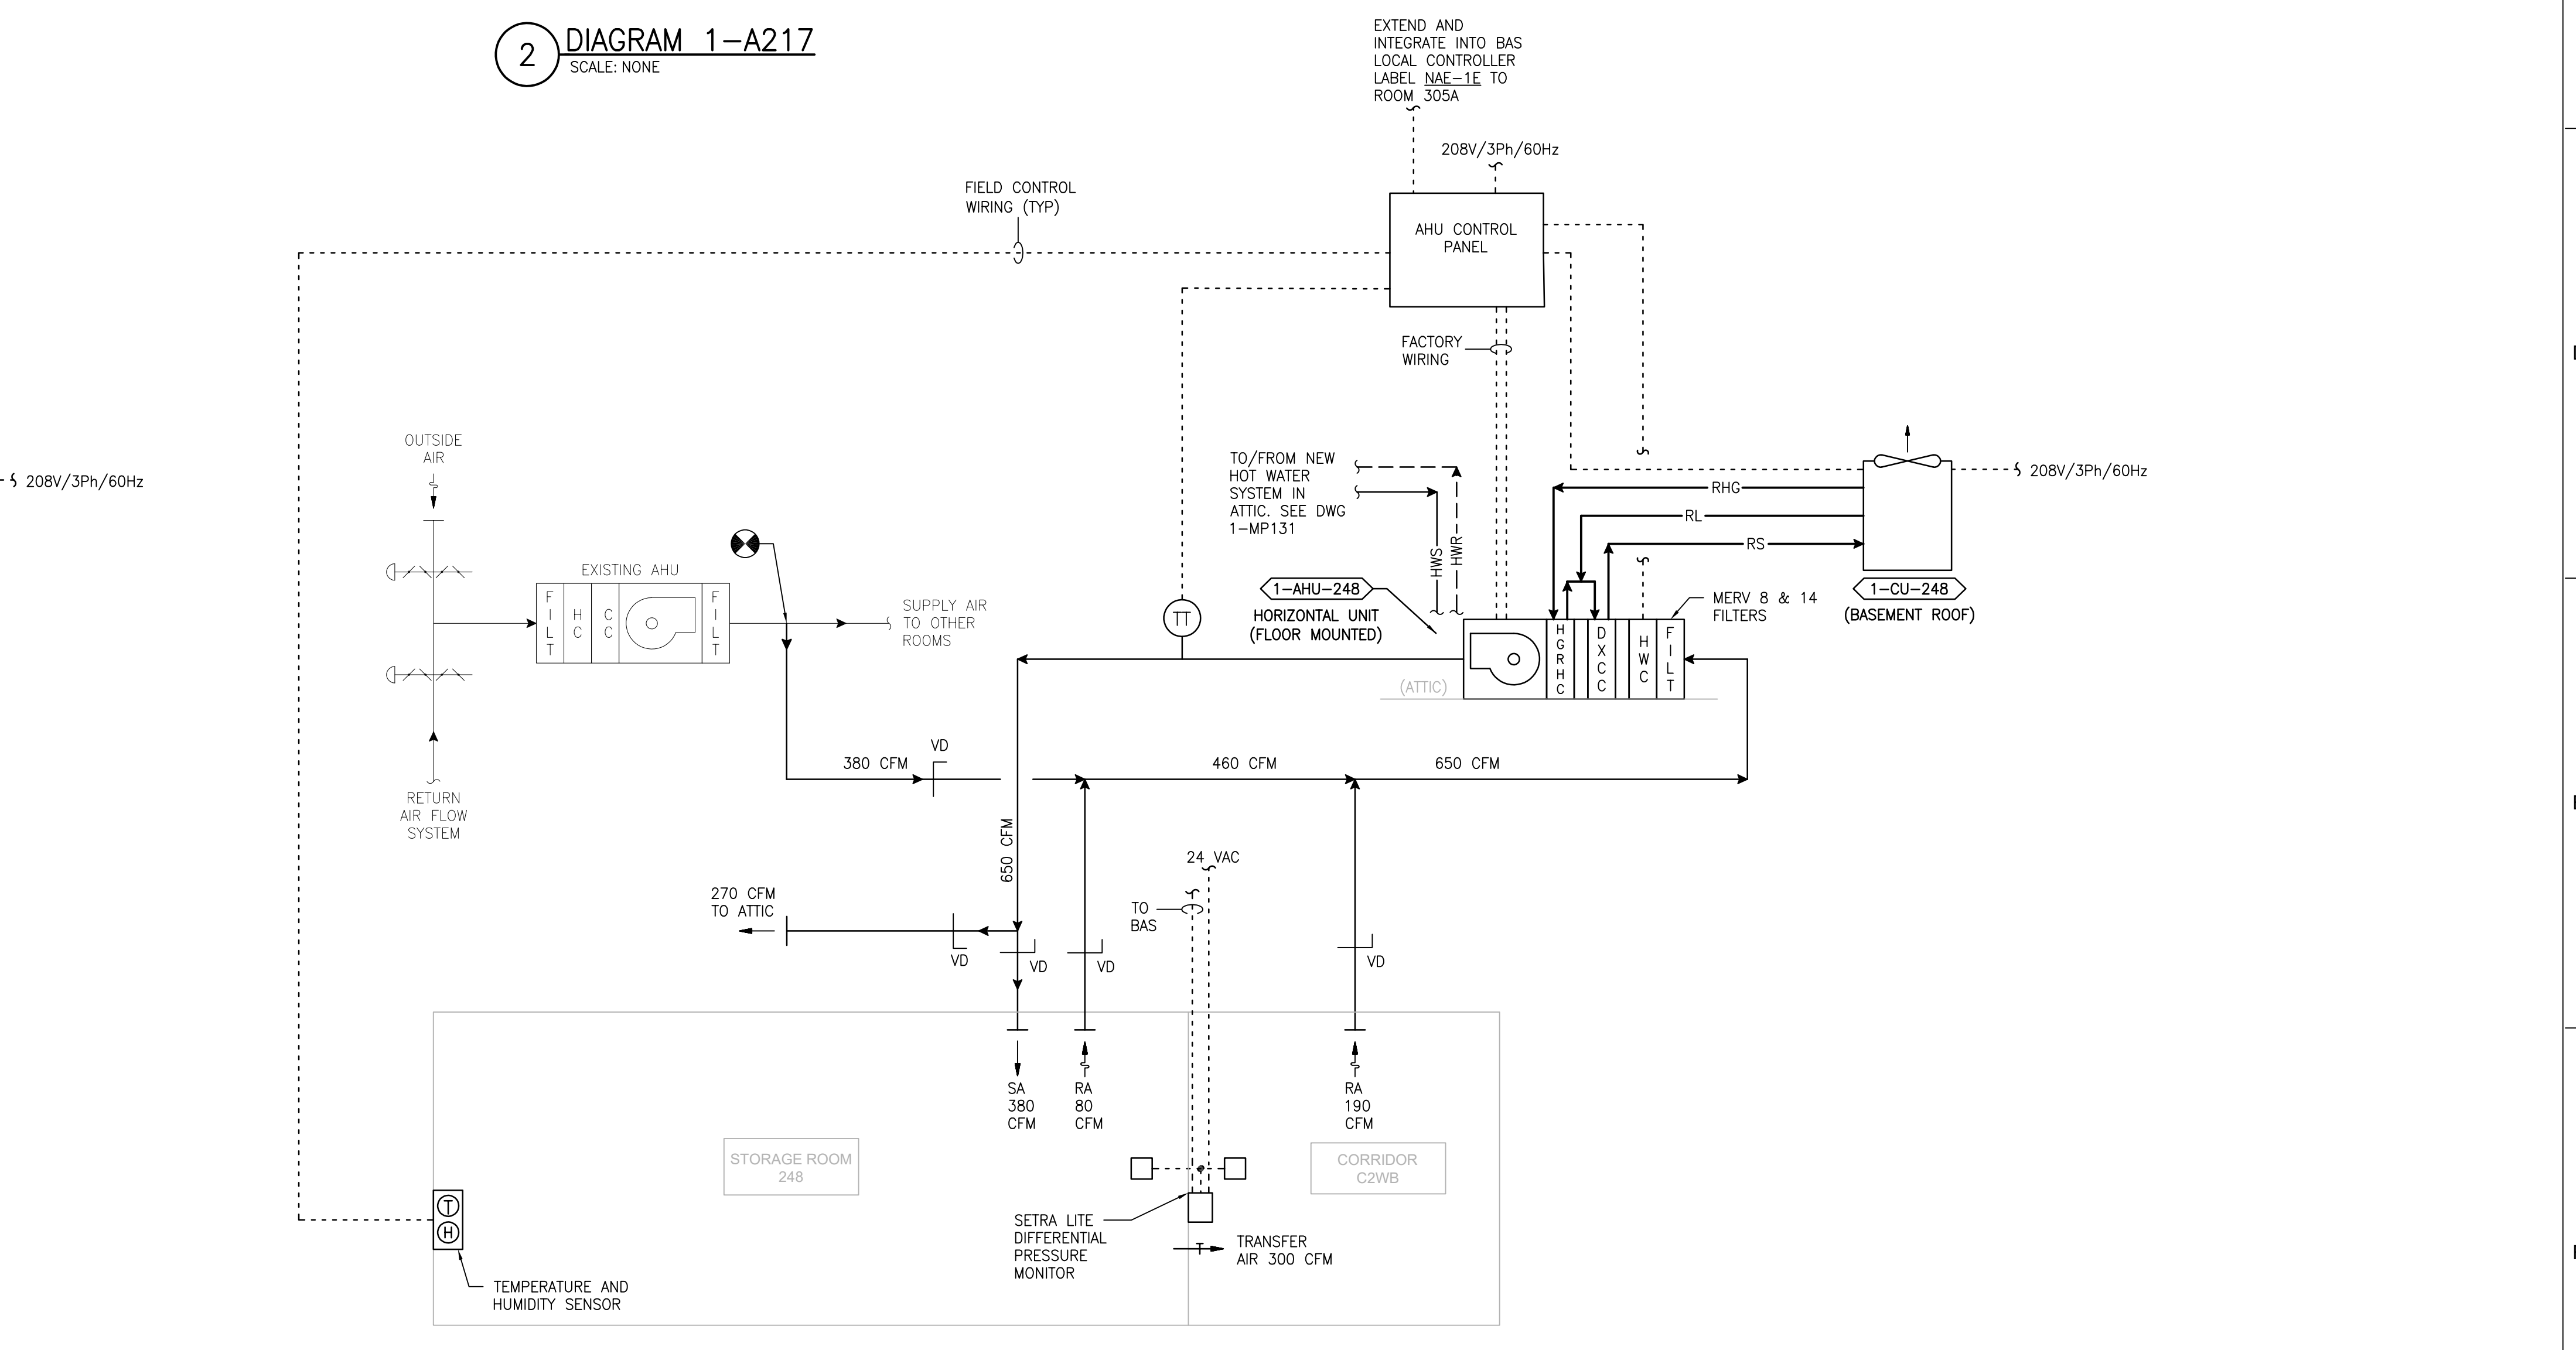 2
DIAGRAM 1-A217
SCALE: NONE
EXTEND AND
INTEGRATE INTO BAS
LOCAL CONTROLLER
LABEL NAE-1E TO
ROOM 305A
208V/3Ph/60Hz
FIELD CONTROL
WIRING (TYP)
AHU CONTROL
PANEL
FACTORY
WIRING
208V/3Ph/60Hz
OUTSIDE
AIR
TO/FROM NEW
HOT WATER
SYSTEM IN
ATTIC. SEE DWG
1-MP131
HWS
HWR
RHG
RL
RS
208V/3Ph/60Hz
EXISTING AHU
FILT
HC
CC
FILT
SUPPLY AIR
TO OTHER
ROOMS
TT
1-AHU-248
HORIZONTAL UNIT
(FLOOR MOUNTED)
HGRHC
DXCC
HWC
FILT
MERV 8 & 14
FILTERS
1-CU-248
(BASEMENT ROOF)
(ATTIC)
RETURN
AIR FLOW
SYSTEM
380 CFM
VD
460 CFM
650 CFM
650 CFM
270 CFM
TO ATTIC
VD
VD
VD
24 VAC
TO
BAS
VD
SA
380
CFM
RA
80
CFM
RA
190
CFM
STORAGE ROOM
248
CORRIDOR
C2WB
T
H
SETRA LITE
DIFFERENTIAL
PRESSURE
MONITOR
T
TRANSFER
AIR 300 CFM
TEMPERATURE AND
HUMIDITY SENSOR